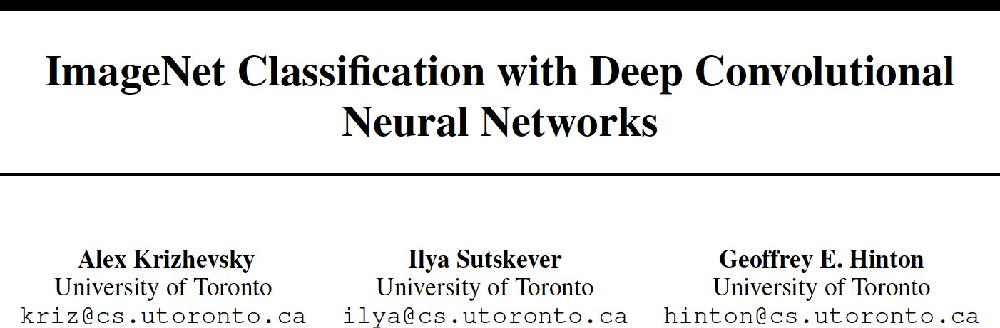 ImageNet Classification with Deep Convolutional
Neural Networks
Alex Krizhevsky
University of Toronto
kriz@cs.utoronto.ca
Ilya Sutskever
University of Toronto
ilya@cs.utoronto.ca
Geoffrey E. Hinton
University of Toronto
hinton@cs.utoronto.ca